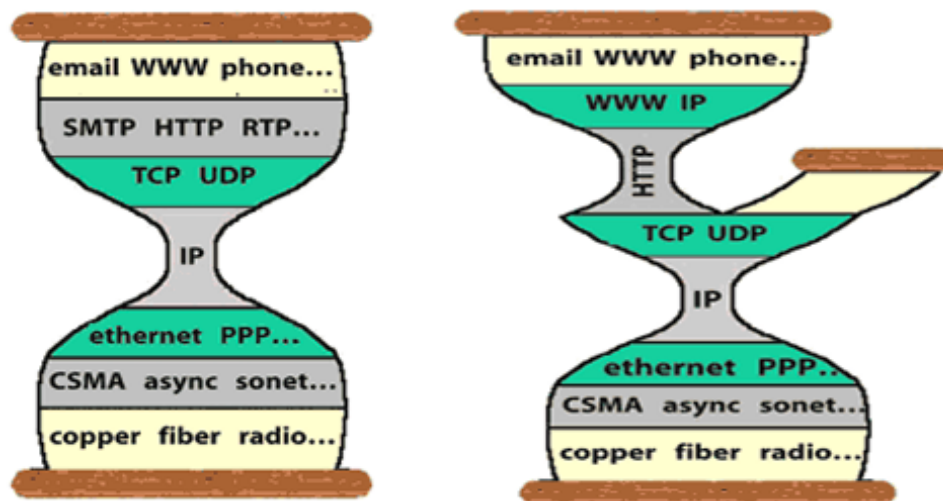 email WWW phone...
SMTP HTTP RTP...
TCP UDP
IP
ethernet PPP...
CSMA async sonet...
copper fiber radio...
email WWW phone...
WWW IP
HTTP
TCP UDP
IP
ethernet PPP...
CSMA async sonet...
copper fiber radio...